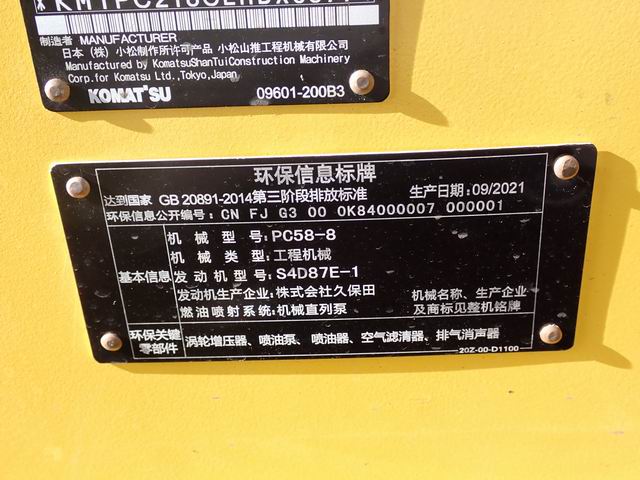 制造者 MANUFACTURER
日本（株）小松制作所许可产品 小松山推工程机械有限公司
Manufactured by KomatsuShanTuiConstruction Machinery
Corp.for Komatsu Ltd.,Tokyo,Japan
KOMATSU 09601-200B3
环保信息标牌
达到国家 GB 20891-2014第三阶段排放标准 生产日期:09/2021
环保信息公开编号: CN FJ G3 00 0K84000007 000001
机 械 型 号:PC58-8
机 械 类 型:工程机械
基本信息 发 动 机 型 号:S4D87E-1
发动机生产企业:株式会社久保田 机械名称、生产企业
燃油喷射系统:机械直列泵 及商标见整机铭牌
环保关键
零部件 涡轮增压器、喷油泵、喷油器、空气滤清器、排气消声器
20Z-00-D1100